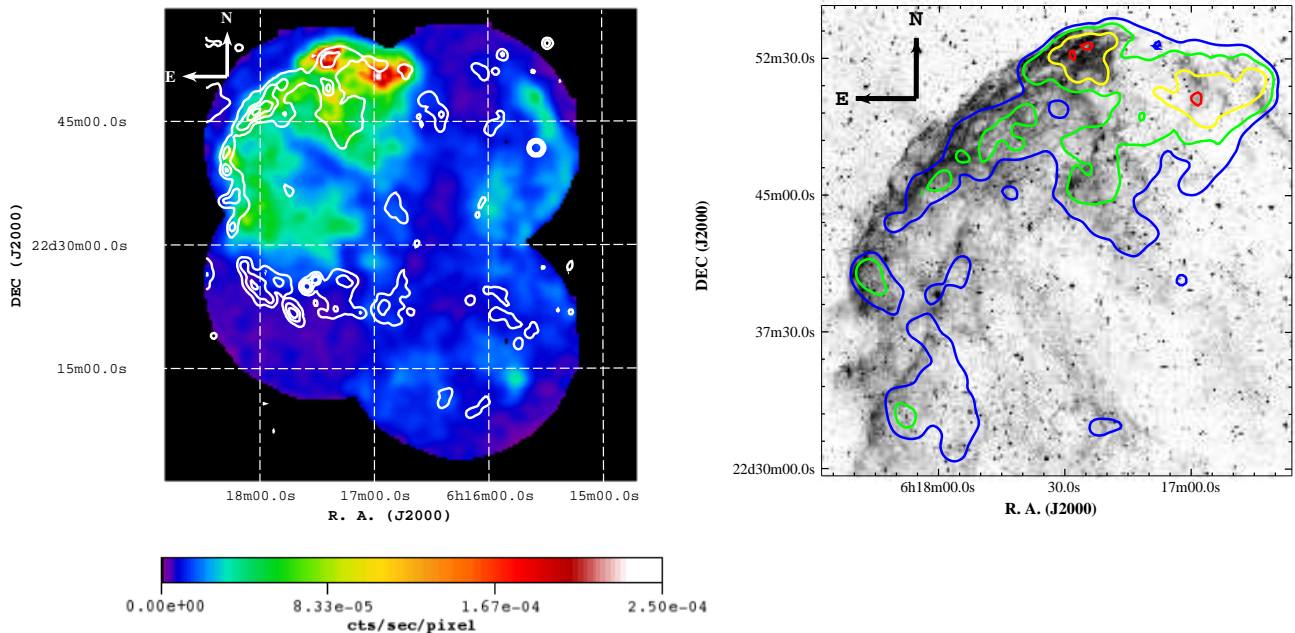 N
E
45m00.0s
22d30m00.0s
15m00.0s
DEC (J2000)
18m00.0s 17m00.0s 6h16m00.0s 15m00.0s
R. A. (J2000)
0.00e+00 8.33e-05 1.67e-04 2.50e-04
cts/sec/pixel
N
E
52m30.0s
45m00.0s
37m30.0s
22d30m00.0s
DEC (J2000)
6h18m00.0s 30.0s 17m00.0s
R. A. (J2000)